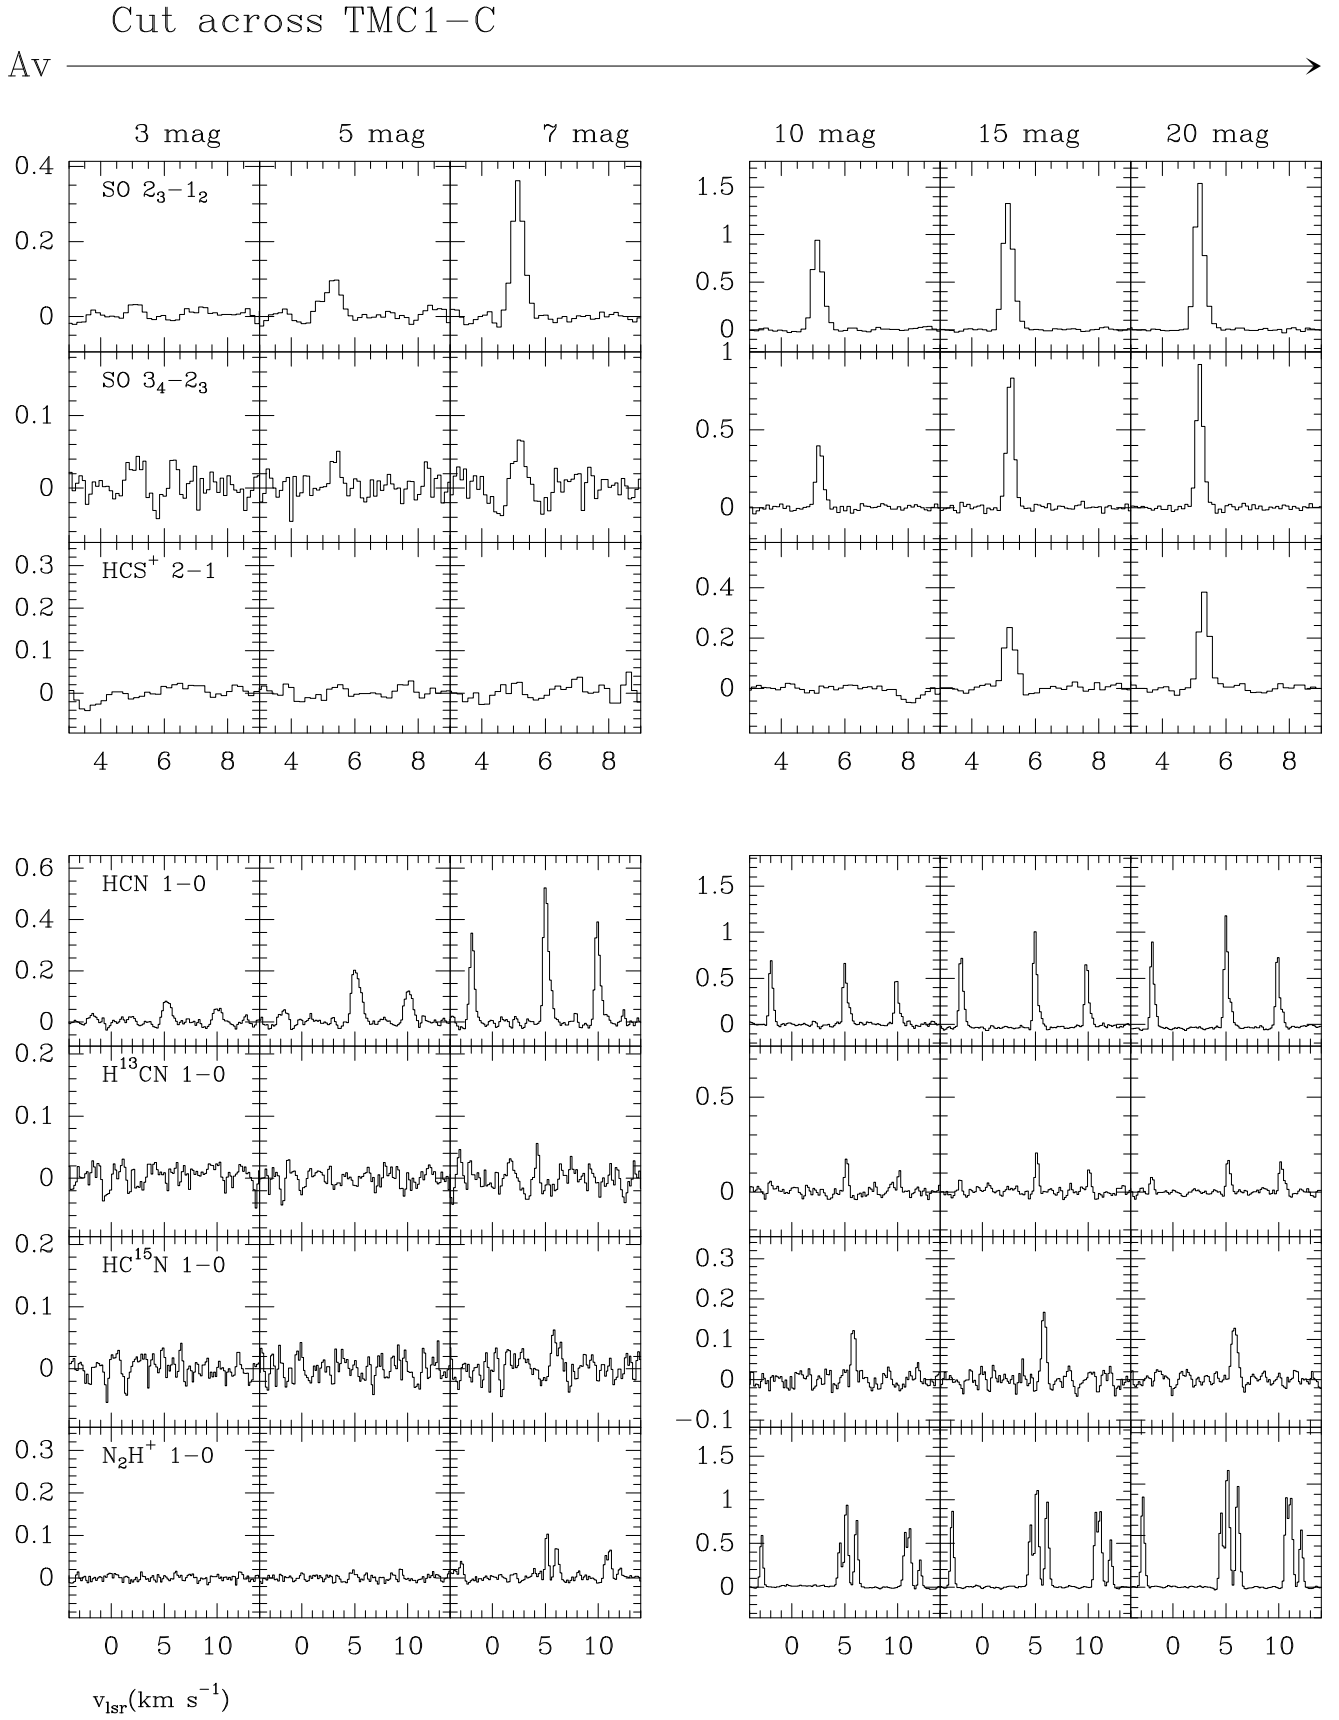 Cut across TMC1-C
Av
3 mag 5 mag 7 mag 10 mag 15 mag 20 mag
0.4 SO 2₃-1₂ 1.5
0.2 1
0.5
0 0
SO 3₄-2₃ 1
0.1 0.5
0 0
0.3 HCS⁺ 2-1 0.4
0.2 0.2
0.1
0 0
4 6 8 4 6 8 4 6 8 4 6 8 4 6 8 4 6 8
0.6 HCN 1-0 1.5
0.4 1
0.2 0.5
0 0
0.2 H¹³CN 1-0
0.1 0.5
0 0
0.2 HC¹⁵N 1-0 0.3
0.2
0.1 0.1
0 0
-0.1
0.3 N₂H⁺ 1-0 1.5
0.2 1
0.1 0.5
0 0
0 5 10 0 5 10 0 5 10 0 5 10 0 5 10 0 5 10
v_lsr(km s⁻¹)